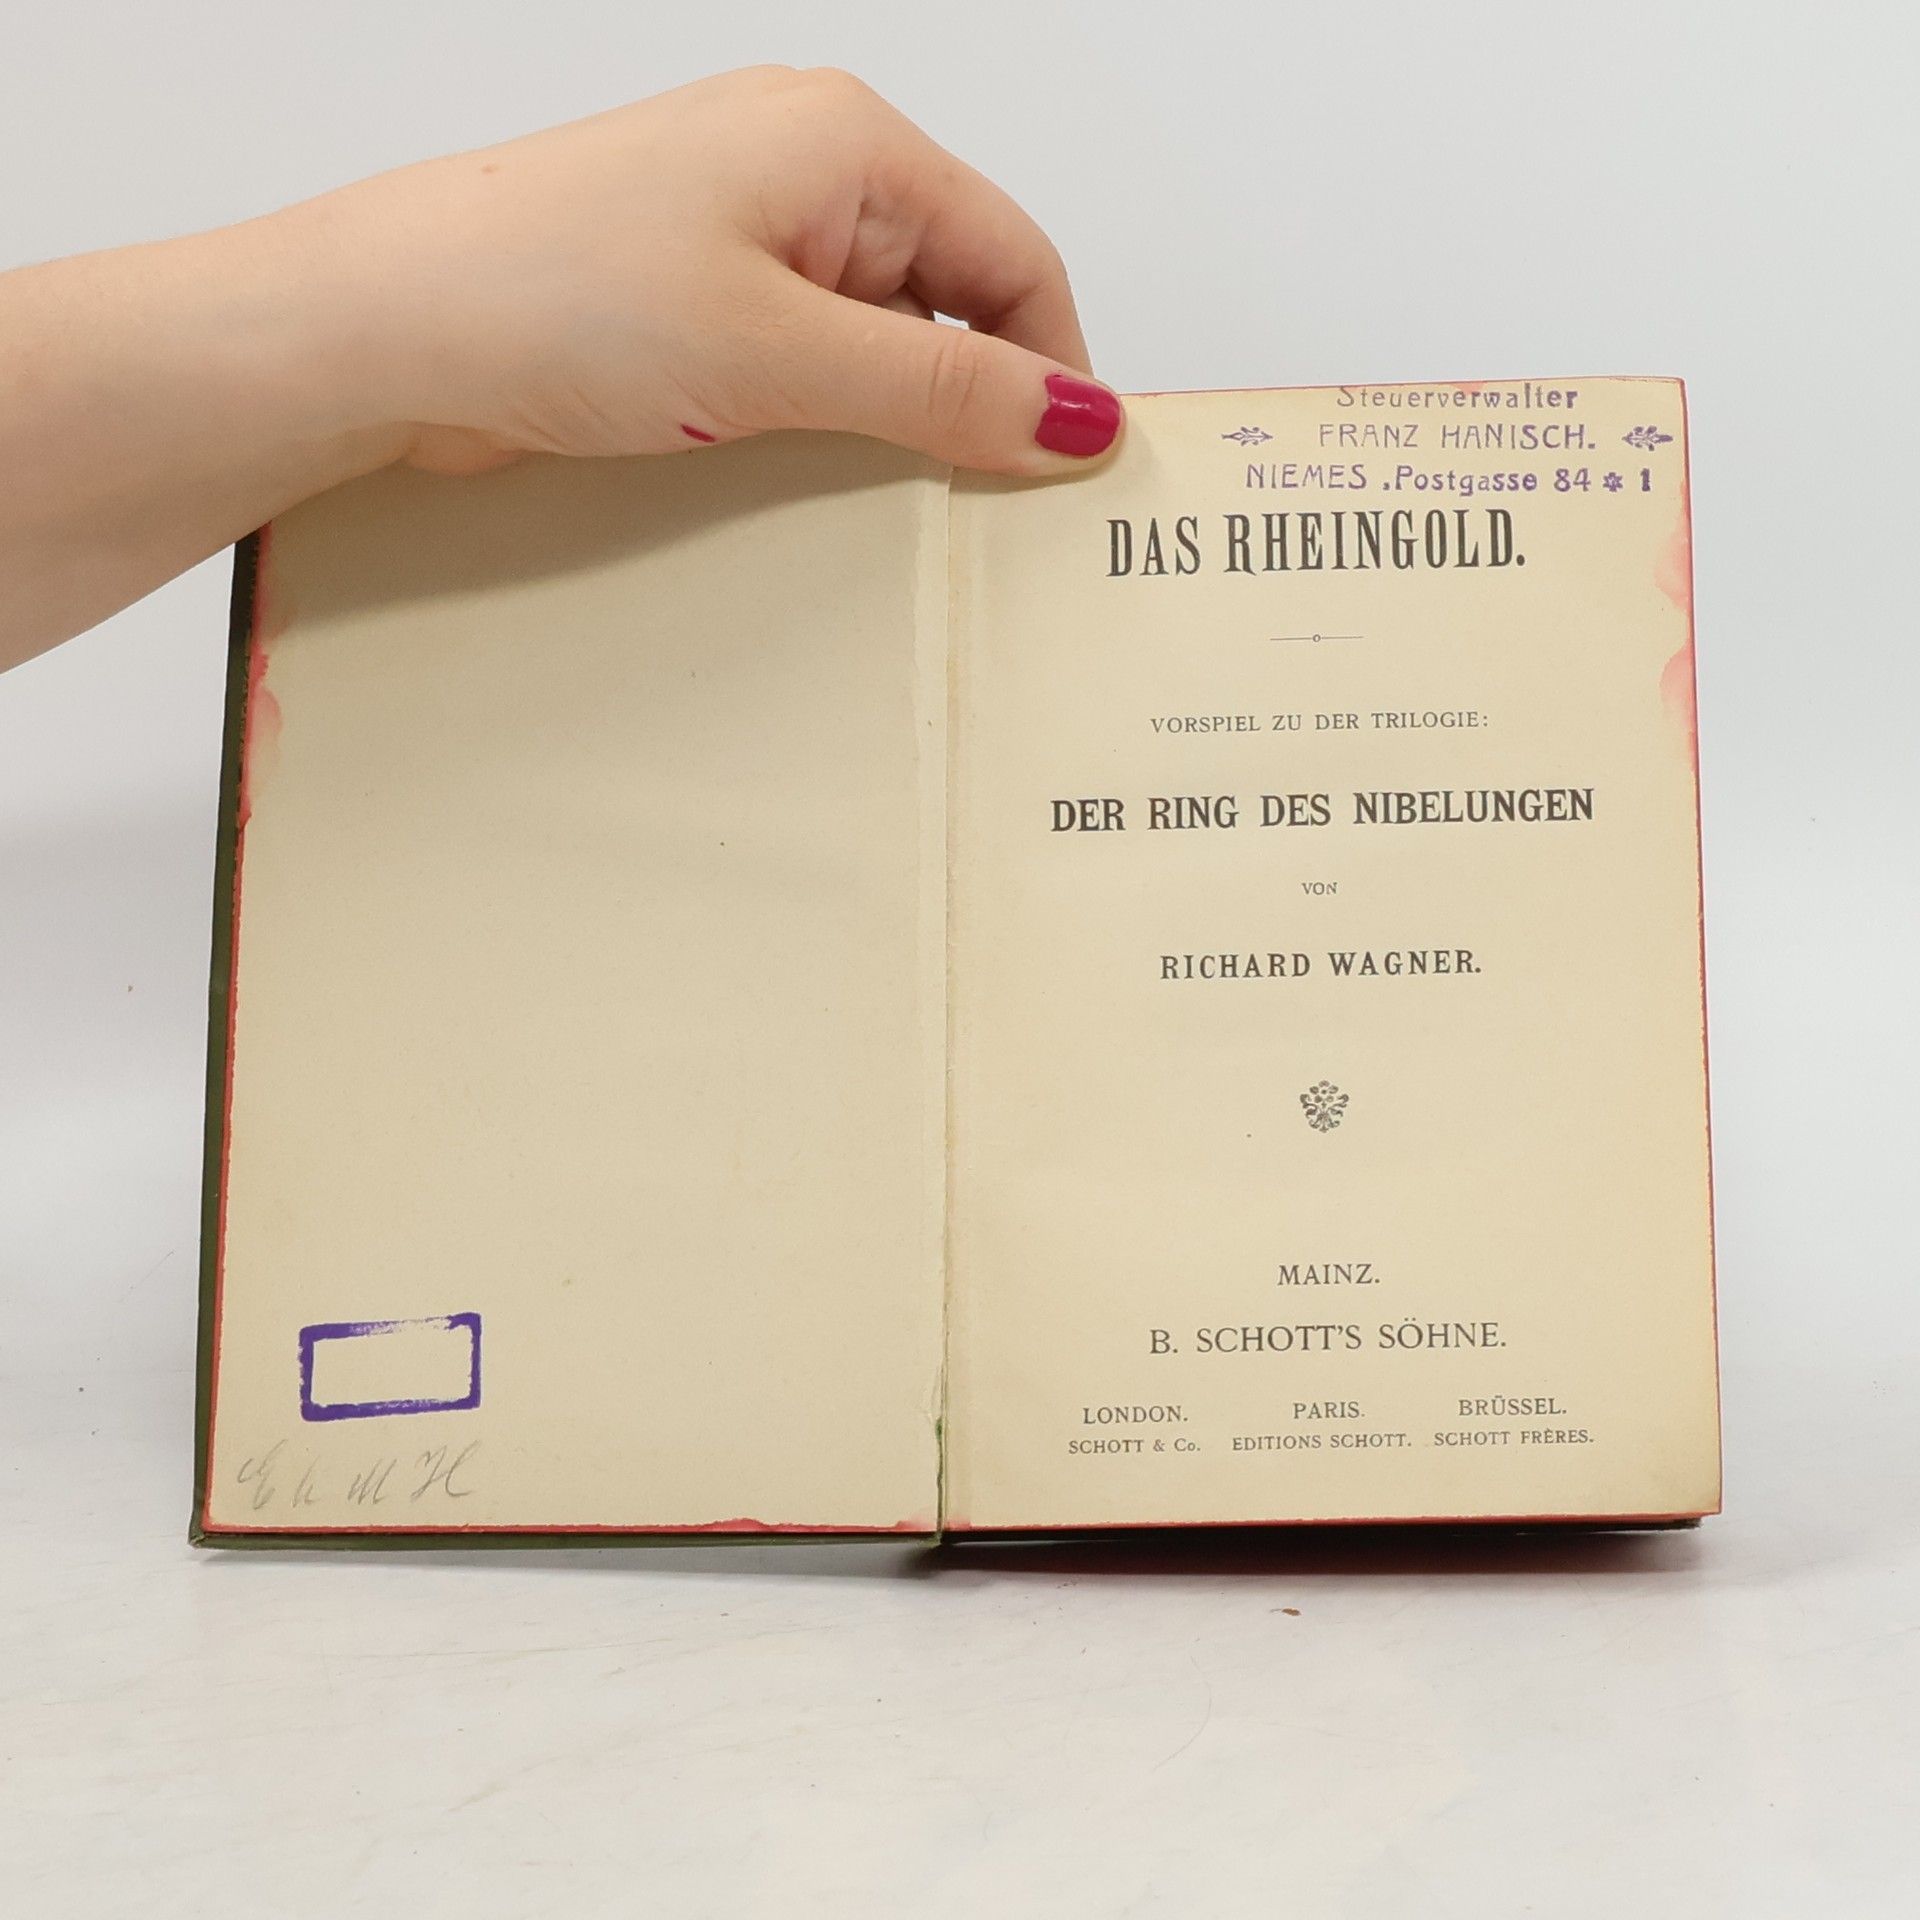 Steuerverwalter
FRANZ HANISCH.
NIEMES ‚Postgasse 84 * 1
DAS RHEINGOLD.
VORSPIEL ZU DER TRILOGIE:
DER RING DES NIBELUNGEN
VON
RICHARD WAGNER.
MAINZ.
B. SCHOTT'S SÖHNE.
LONDON. PARIS. BRÜSSEL.
SCHOTT & Co. EDITIONS SCHOTT. SCHOTT FRÈRES.